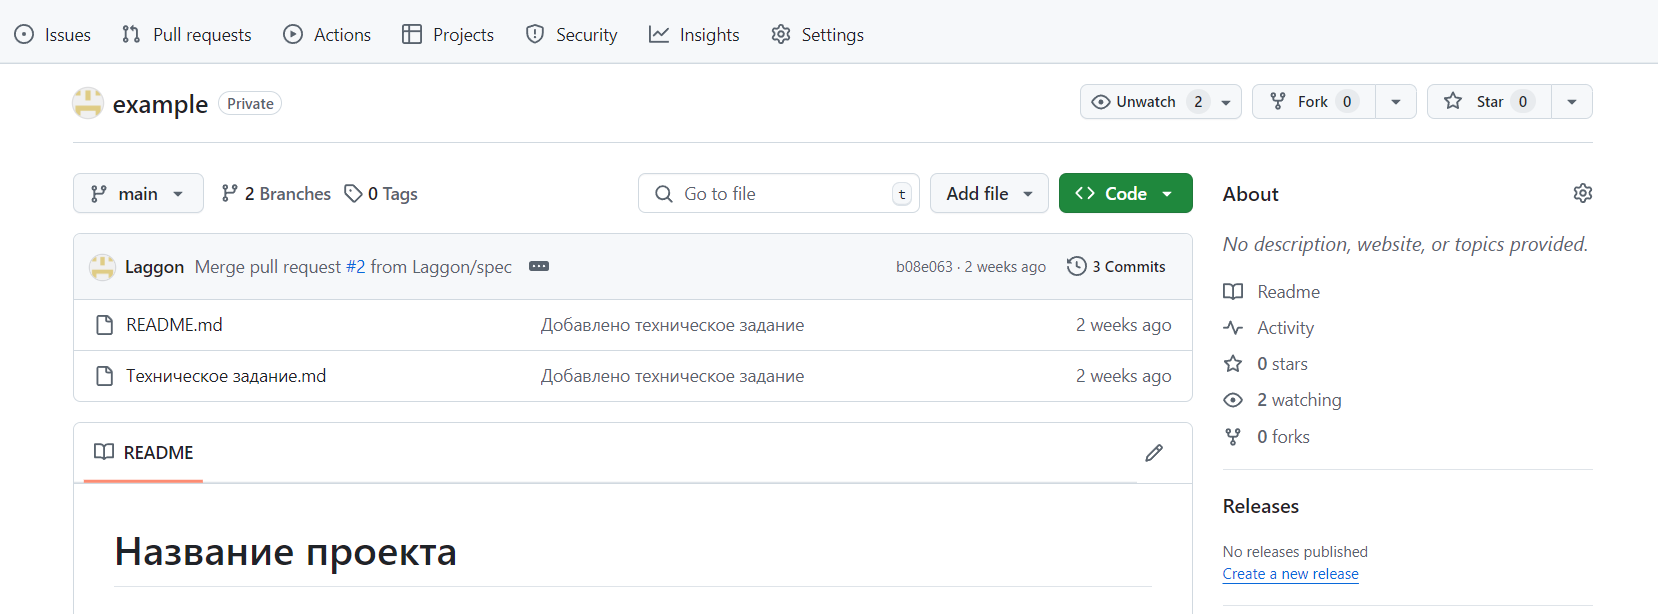 Issues Pull requests Actions Projects Security Insights Settings
example Private Unwatch 2 Fork 0 Star 0
main 2 Branches 0 Tags Go to file t Add file Code
Laggon Merge pull request #2 from Laggon/spec b08e063 · 2 weeks ago 3 Commits
README.md Добавлено техническое задание 2 weeks ago
Техническое задание.md Добавлено техническое задание 2 weeks ago
README
Название проекта
About
No description, website, or topics provided.
Readme
Activity
0 stars
2 watching
0 forks
Releases
No releases published
Create a new release